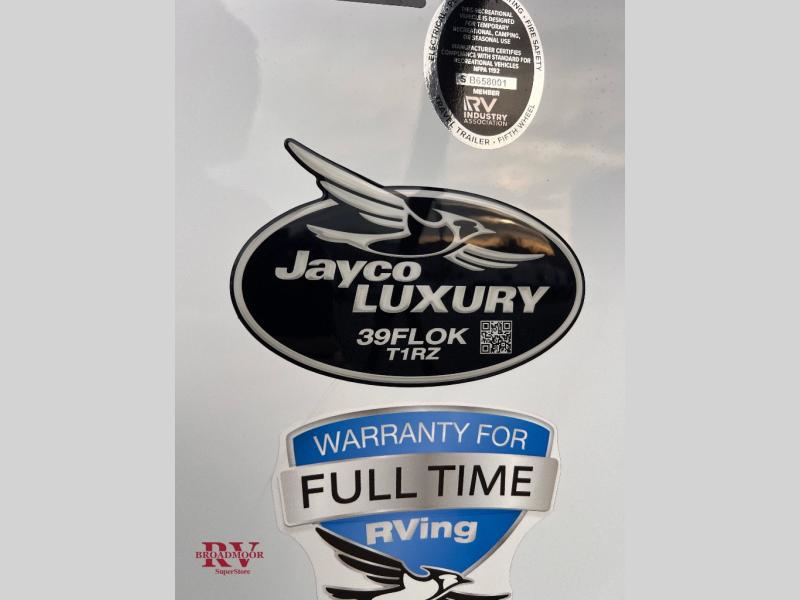 ELECTRICAL
FIRE SAFETY
THIS RECREATIONAL
VEHICLE IS DESIGNED
FOR TEMPORARY
RECREATIONAL, CAMPING,
OR SEASONAL USE
MANUFACTURER CERTIFIES
COMPLIANCE WITH STANDARD FOR
RECREATIONAL VEHICLES
NFPA 1192
S B658001
MEMBER
RV
INDUSTRY
ASSOCIATION
TRAVEL TRAILER • FIFTH WHEEL
Jayco
LUXURY
39FLOK
T1RZ
WARRANTY FOR
FULL TIME
RVing
RV
BROADMOOR
SuperStore